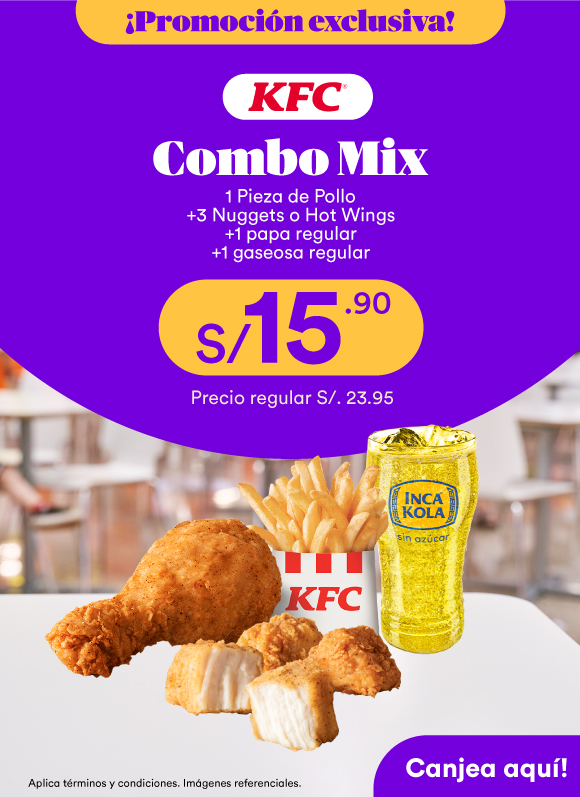 ¡Promoción exclusiva!
KFC®
Combo Mix
1 Pieza de Pollo
+3 Nuggets o Hot Wings
+1 papa regular
+1 gaseosa regular
S/15.90
Precio regular S/. 23.95
INCA
KOLA
sin azúcar
KFC
Canjea aquí!
Aplica términos y condiciones. Imágenes referenciales.